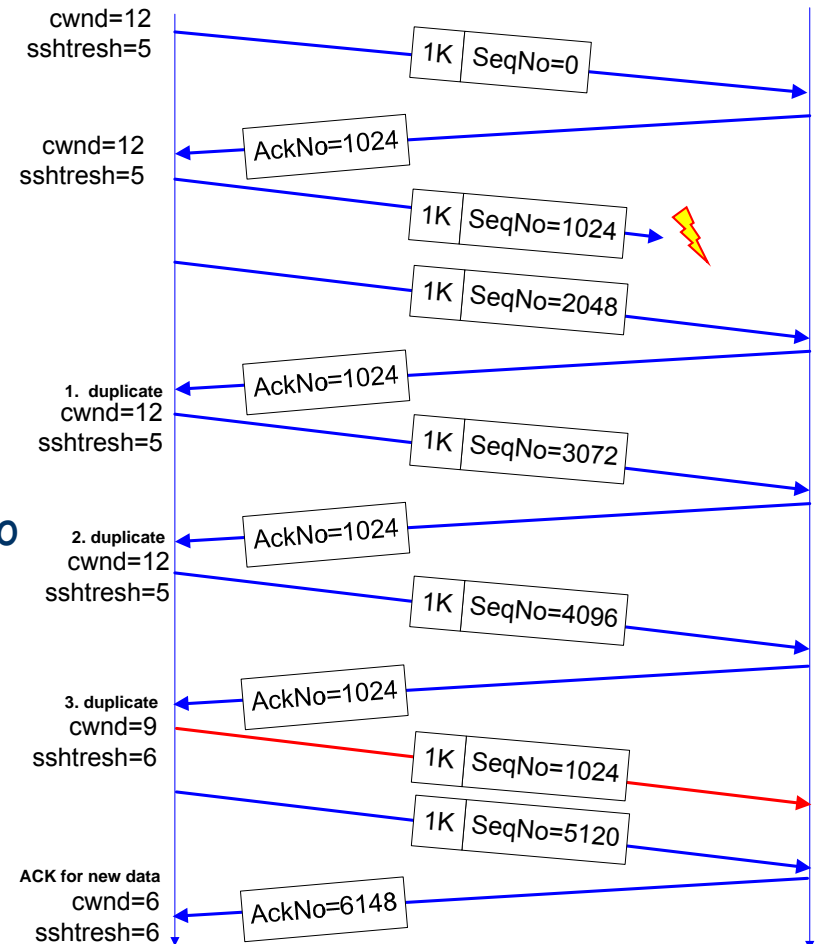 cwnd=12
sshtresh=5
1K SeqNo=0
AckNo=1024
cwnd=12
sshtresh=5
1K SeqNo=1024
1K SeqNo=2048
AckNo=1024
1. duplicate
cwnd=12
sshtresh=5
1K SeqNo=3072
o
AckNo=1024
2. duplicate
cwnd=12
sshtresh=5
1K SeqNo=4096
AckNo=1024
3. duplicate
cwnd=9
sshtresh=6
1K SeqNo=1024
1K SeqNo=5120
ACK for new data
cwnd=6
sshtresh=6
AckNo=6148